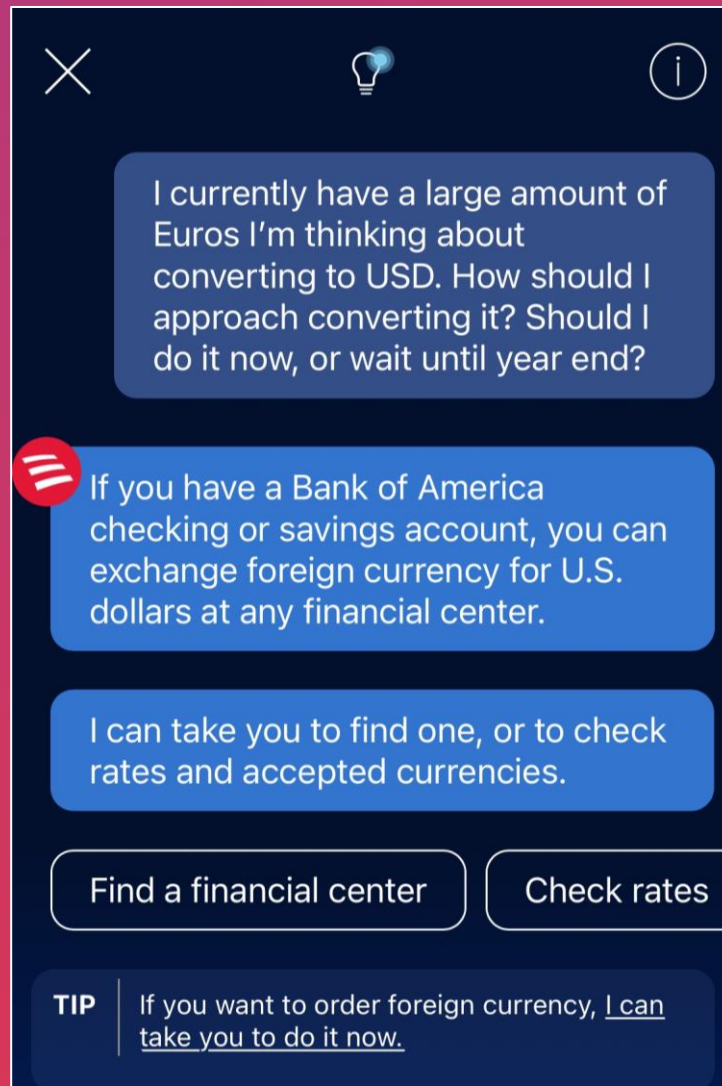 i
I currently have a large amount of
Euros I’m thinking about
converting to USD. How should I
approach converting it? Should I
do it now, or wait until year end?
If you have a Bank of America
checking or savings account, you can
exchange foreign currency for U.S.
dollars at any financial center.
I can take you to find one, or to check
rates and accepted currencies.
Find a financial center
Check rates
TIP
If you want to order foreign currency, I can
take you to do it now.